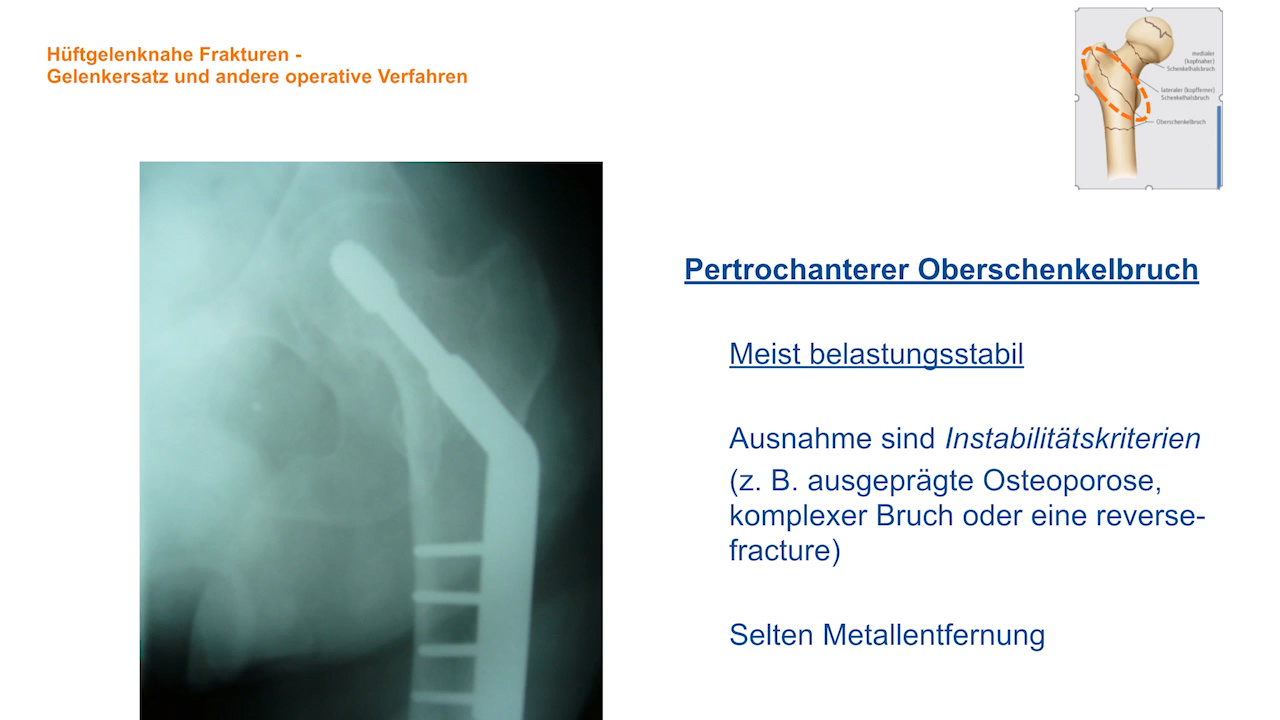 Hüftgelenknahe Frakturen -
Gelenkersatz und andere operative Verfahren
medialer
(kopfnaher)
Schenkelhalsbruch
lateraler (kopfferner)
Schenkelhalsbruch
Oberschenkelbruch
Pertrochanterer Oberschenkelbruch
Meist belastungsstabil
Ausnahme sind Instabilitätskriterien
(z. B. ausgeprägte Osteoporose,
komplexer Bruch oder eine reverse-
fracture)
Selten Metallentfernung